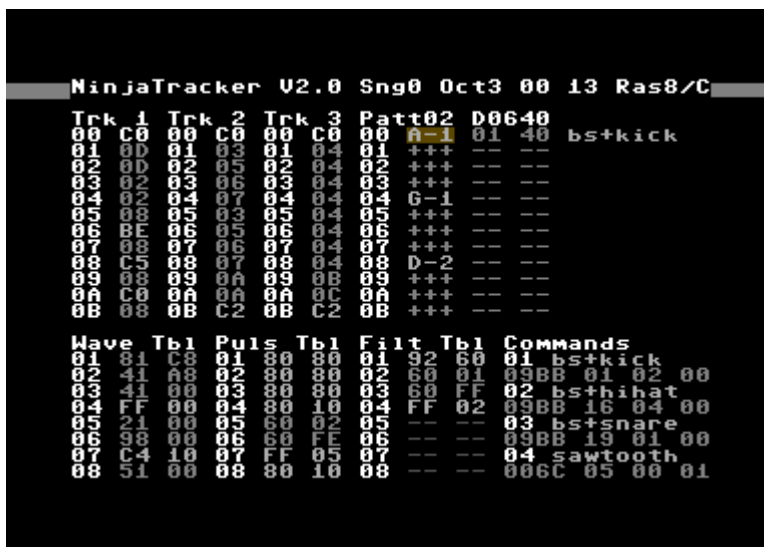 NinjaTracker V2.0 Sng0 Oct3 00 13 Ras8/C
Trk 1 Trk 2 Trk 3 Patt02 D0640
00 C0 00 C0 00 C0 00 A-1 01 40 bs+kick
01 0D 01 03 01 04 01 +++ -- --
02 0D 02 05 02 04 02 +++ -- --
03 02 03 06 03 04 03 +++ -- --
04 02 04 07 04 04 04 G-1 -- --
05 08 05 03 05 04 05 +++ -- --
06 BE 06 05 06 04 06 +++ -- --
07 08 07 06 07 04 07 +++ -- --
08 C5 08 07 08 04 08 D-2 -- --
09 08 09 0A 09 0B 09 +++ -- --
0A C0 0A 0A 0A 0C 0A +++ -- --
0B 08 0B C2 0B C2 0B +++ -- --
Wave Tbl Puls Tbl Filt Tbl Commands
01 81 C8 01 80 80 01 92 60 01 bs+kick
02 41 A8 02 80 80 02 60 01 09BB 01 02 00
03 41 00 03 80 80 03 60 FF 02 bs+hihat
04 FF 00 04 80 10 04 FF 02 09BB 16 04 00
05 21 00 05 60 02 05 -- -- 03 bs+snare
06 98 00 06 60 FE 06 -- -- 09BB 19 01 00
07 C4 10 07 FF 05 07 -- -- 04 sawtooth
08 51 00 08 80 10 08 -- -- 006C 05 00 01